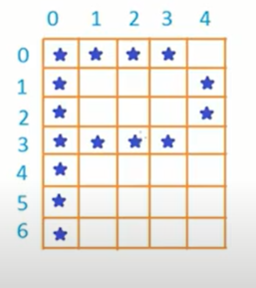 0 1 2 3 4
0 ★ ★ ★ ★
1 ★ ★
2 ★ ★
3 ★ ★ ★ ★
4 ★
5 ★
6 ★